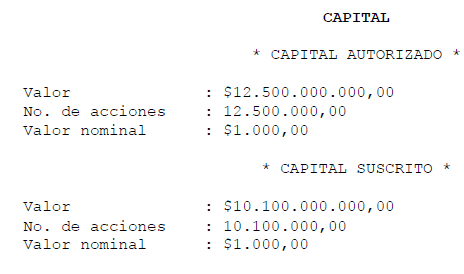 CAPITAL
* CAPITAL AUTORIZADO *
Valor : $12.500.000.000,00
No. de acciones : 12.500.000,00
Valor nominal : $1.000,00
* CAPITAL SUSCRITO *
Valor : $10.100.000.000,00
No. de acciones : 10.100.000,00
Valor nominal : $1.000,00